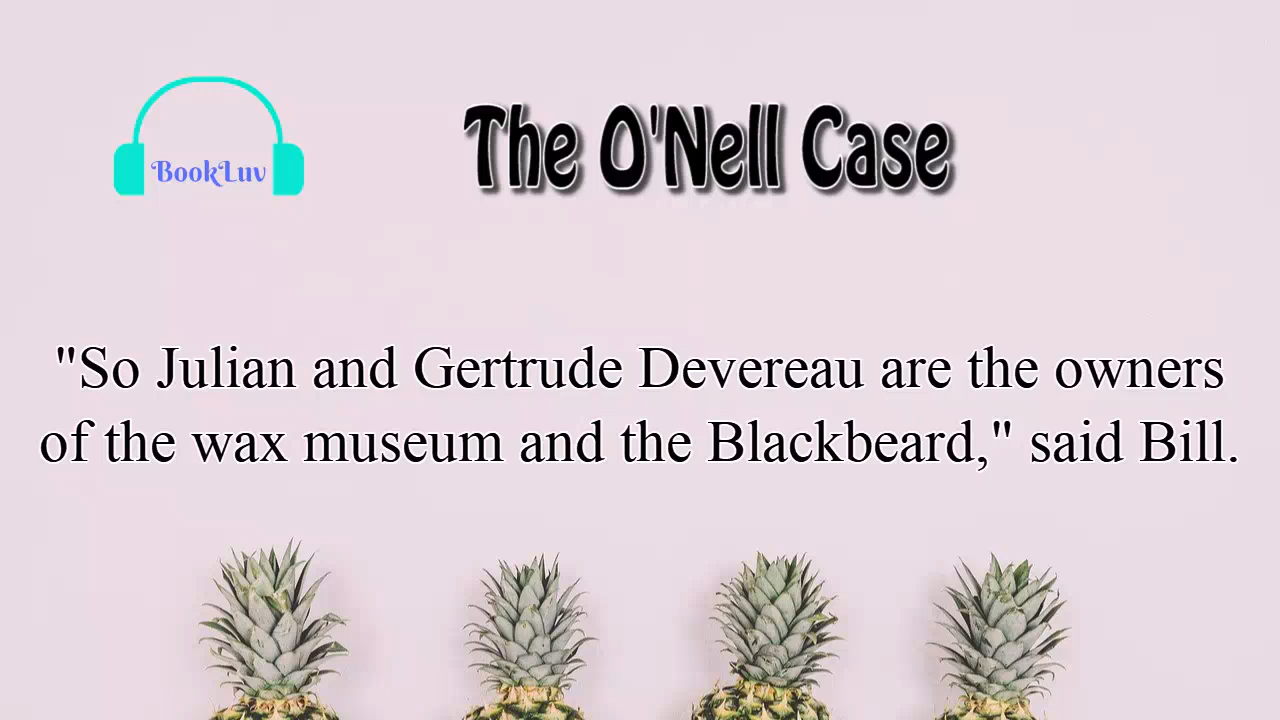 BookLuv
The O'Nell Case
"So Julian and Gertrude Devereau are the owners
of the wax museum and the Blackbeard," said Bill.